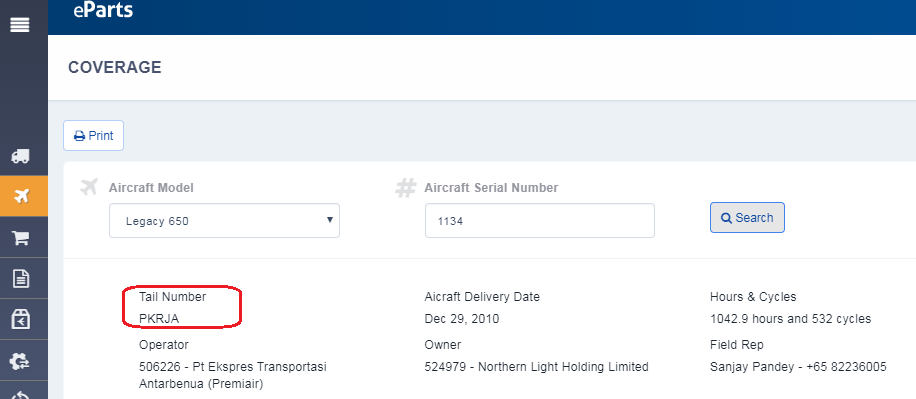 eParts
COVERAGE
Print
Aircraft Model
# Aircraft Serial Number
Legacy 650
1134
Search
Tail Number
Aicraft Delivery Date
Hours & Cycles
PKRJA
Dec 29, 2010
1042.9 hours and 532 cycles
Operator
Owner
Field Rep
506226 - Pt Ekspres Transportasi
Antarbenua (Premiair)
524979 - Northern Light Holding Limited
Sanjay Pandey - +65 82236005